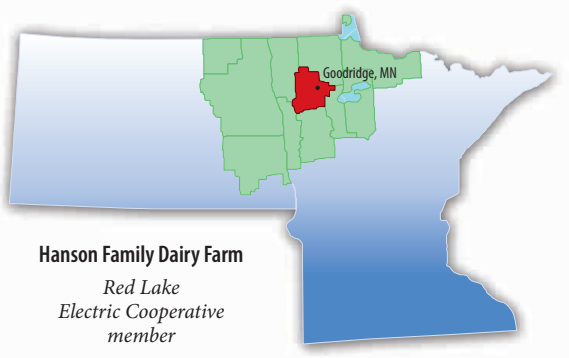 Goodridge, MN
Hanson Family Dairy Farm
Red Lake
Electric Cooperative
member